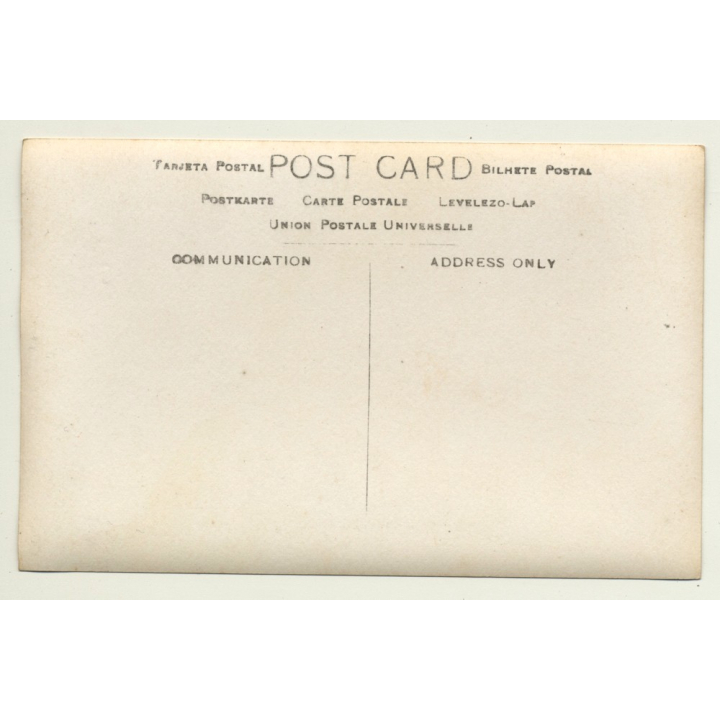 TARJETA POSTAL POST CARD BILHETE POSTAL
POSTKARTE CARTE POSTALE LEVELEZO-LAP
UNION POSTALE UNIVERSELLE
COMMUNICATION ADDRESS ONLY